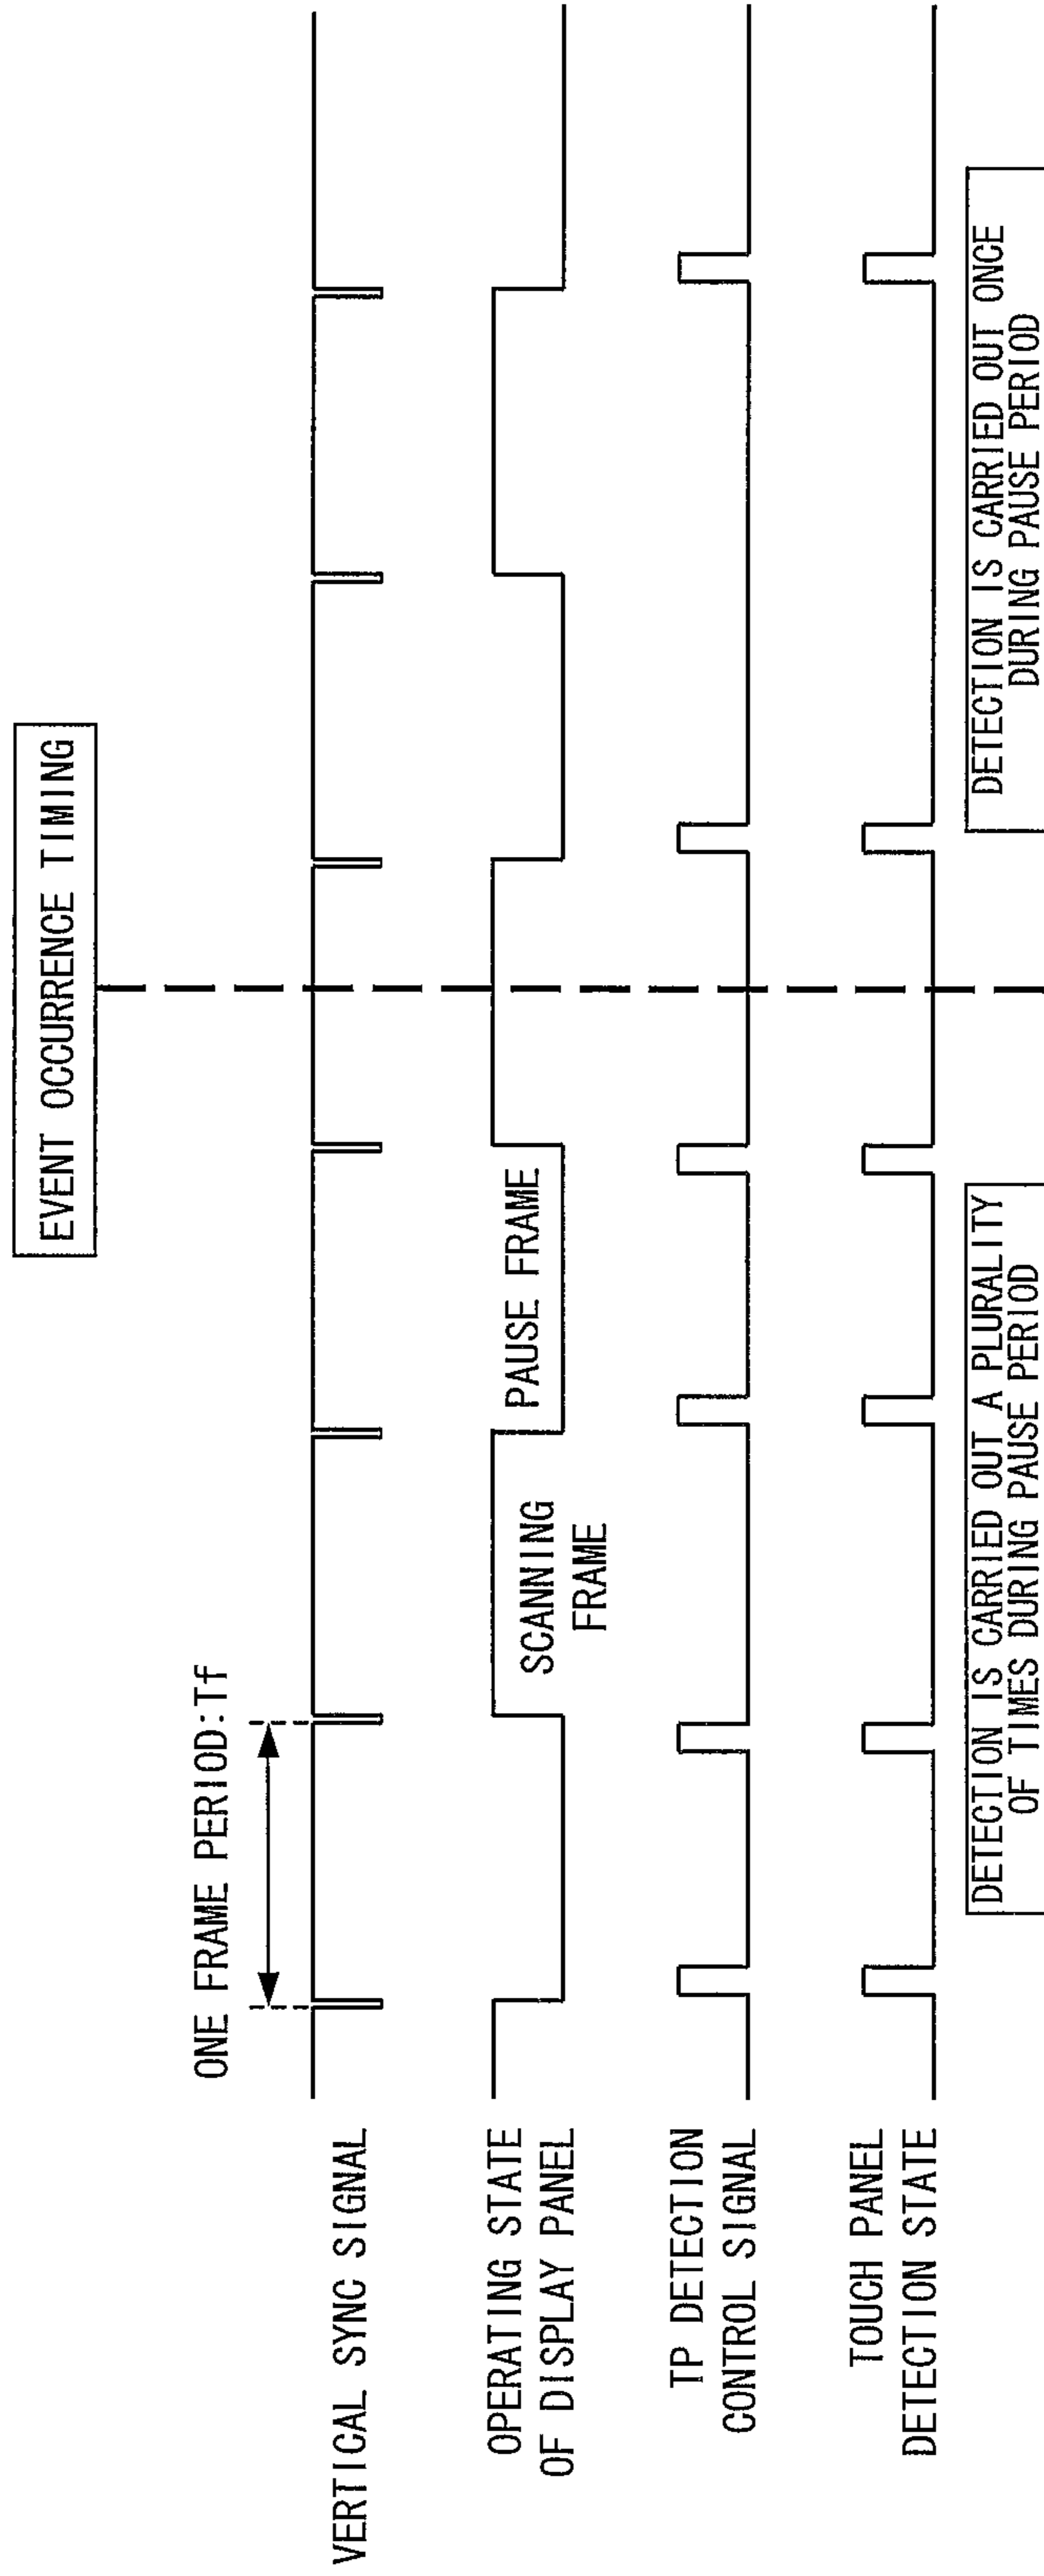 EVENT OCCURRENCE TIMING
ONE FRAME PERIOD:Tf
VERTICAL SYNC SIGNAL
OPERATING STATE
OF DISPLAY PANEL
SCANNING
FRAME
PAUSE FRAME
TP DETECTION
CONTROL SIGNAL
TOUCH PANEL
DETECTION STATE
DETECTION IS CARRIED OUT A PLURALITY
OF TIMES DURING PAUSE PERIOD
DETECTION IS CARRIED OUT ONCE
DURING PAUSE PERIOD